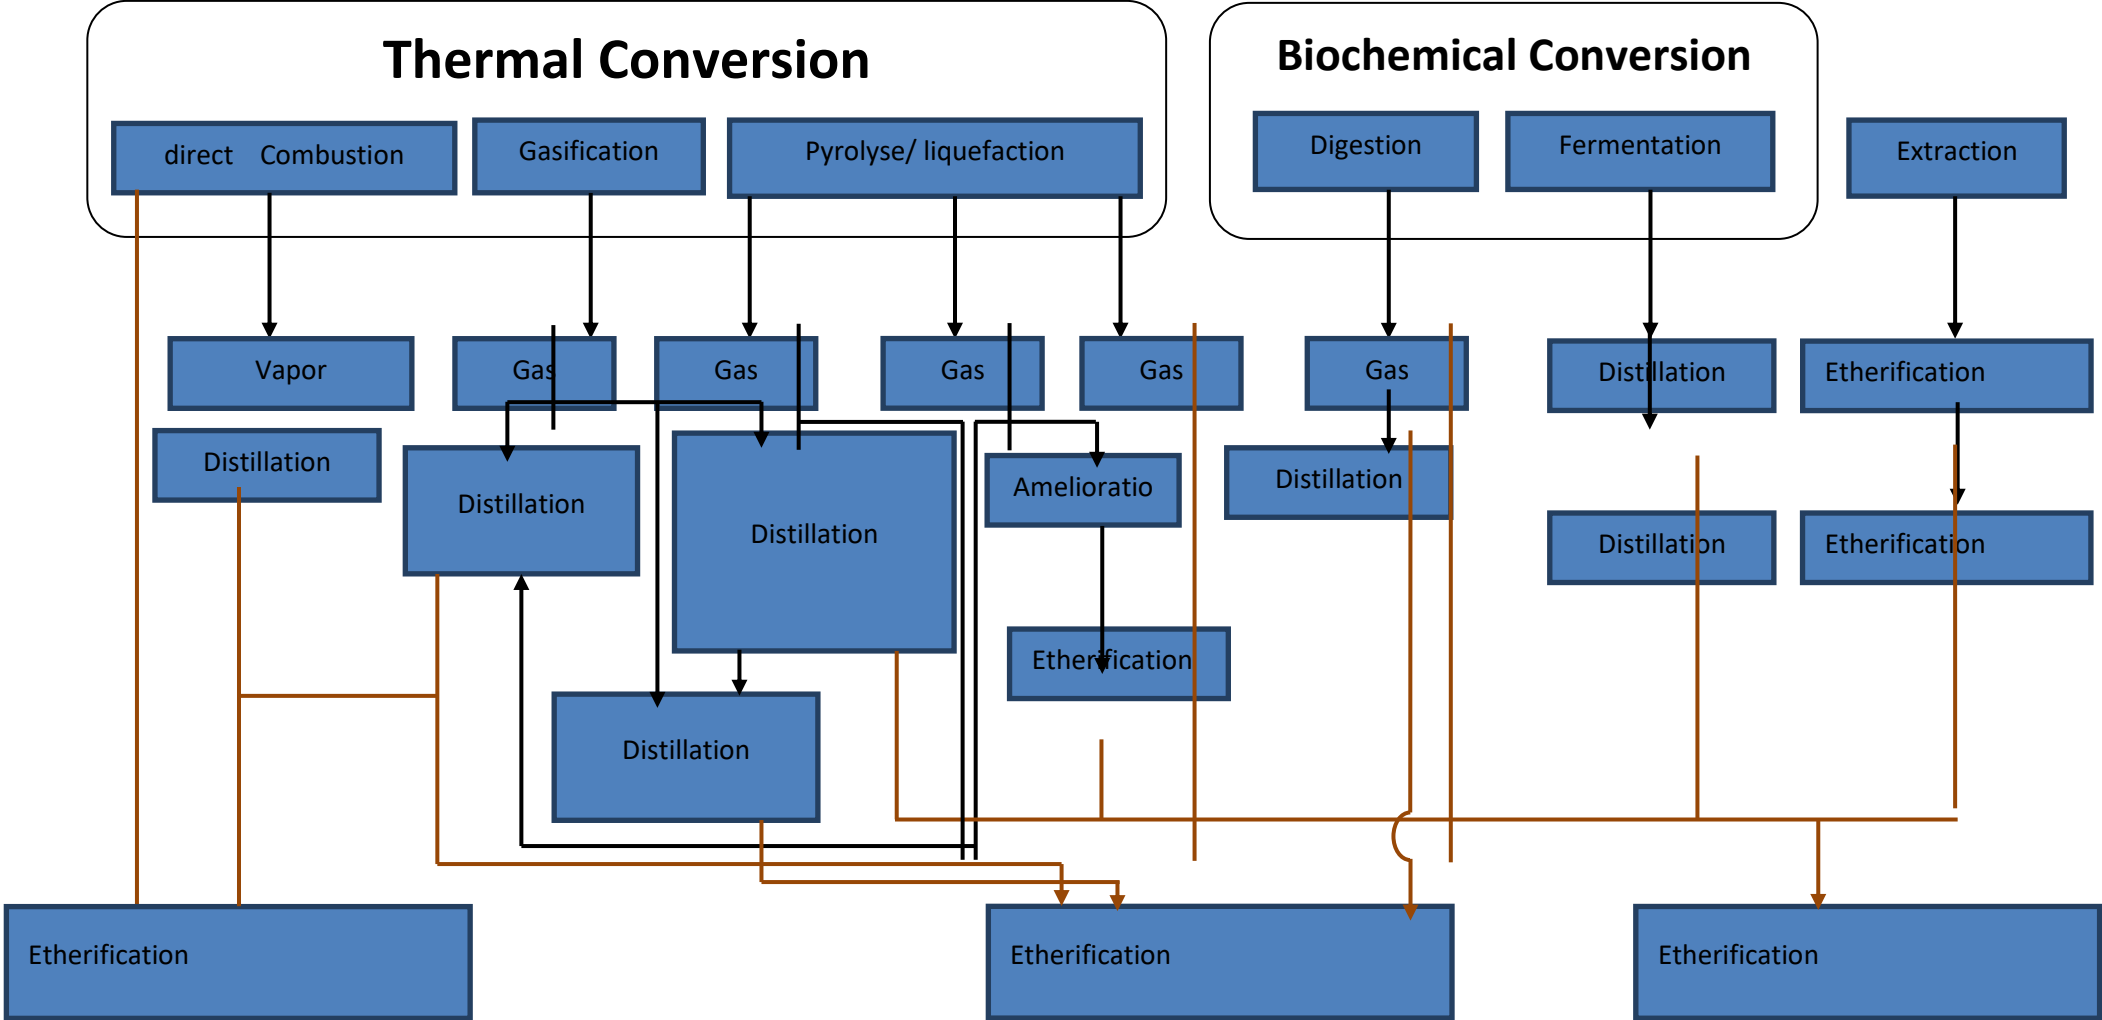 Thermal Conversion
Biochemical Conversion
direct Combustion
Gasification
Pyrolyse/ liquefaction
Digestion
Fermentation
Extraction
Vapor
Gas
Gas
Gas
Gas
Gas
Distillation
Etherification
Distillation
Distillation
Distillation
Amelioratio
Distillation
Distillation
Etherification
Etherification
Distillation
Etherification
Etherification
Etherification